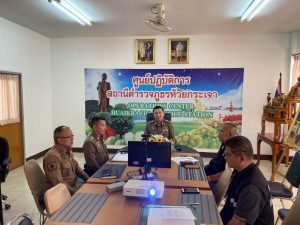 ศูนย์ปฏิบัติการ
สถานีตำรวจภูธรห้วยกระเจา
OPERATION CENTER
HUAIKRACHAO POLICE STATION